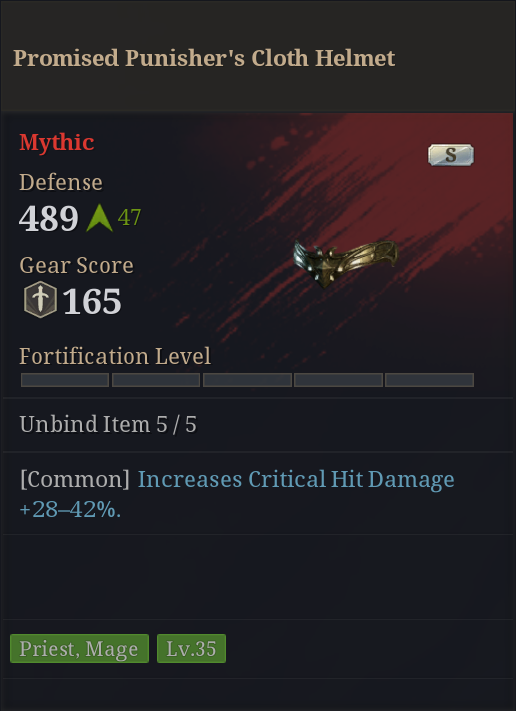 Promised Punisher's Cloth Helmet
Mythic
S
Defense
489 47
Gear Score
165
Fortification Level
Unbind Item 5 / 5
[Common] Increases Critical Hit Damage
+28–42%.
Priest, Mage Lv.35